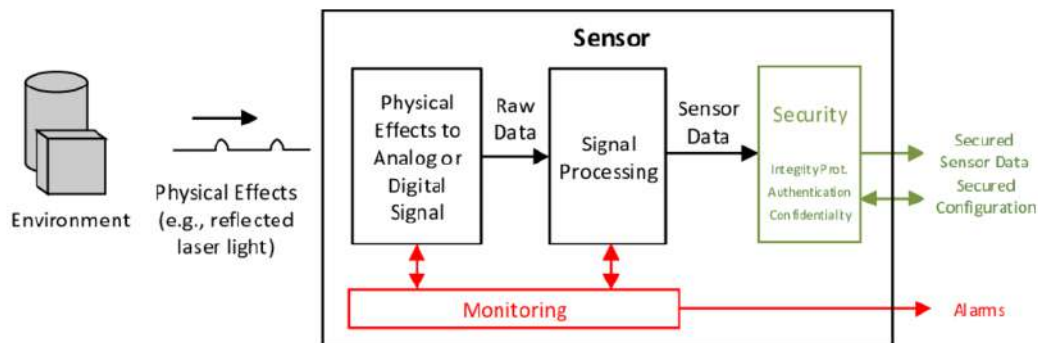 Sensor
Environment
Physical Effects
(e.g., reflected
laser light)
Physical
Effects to
Analog or
Digital
Signal
Raw
Data
Signal
Processing
Sensor
Data
Security
Integrity Prot.
Authentication
Confidentiality
Secured
Sensor Data
Secured
Configuration
Monitoring
Alarms